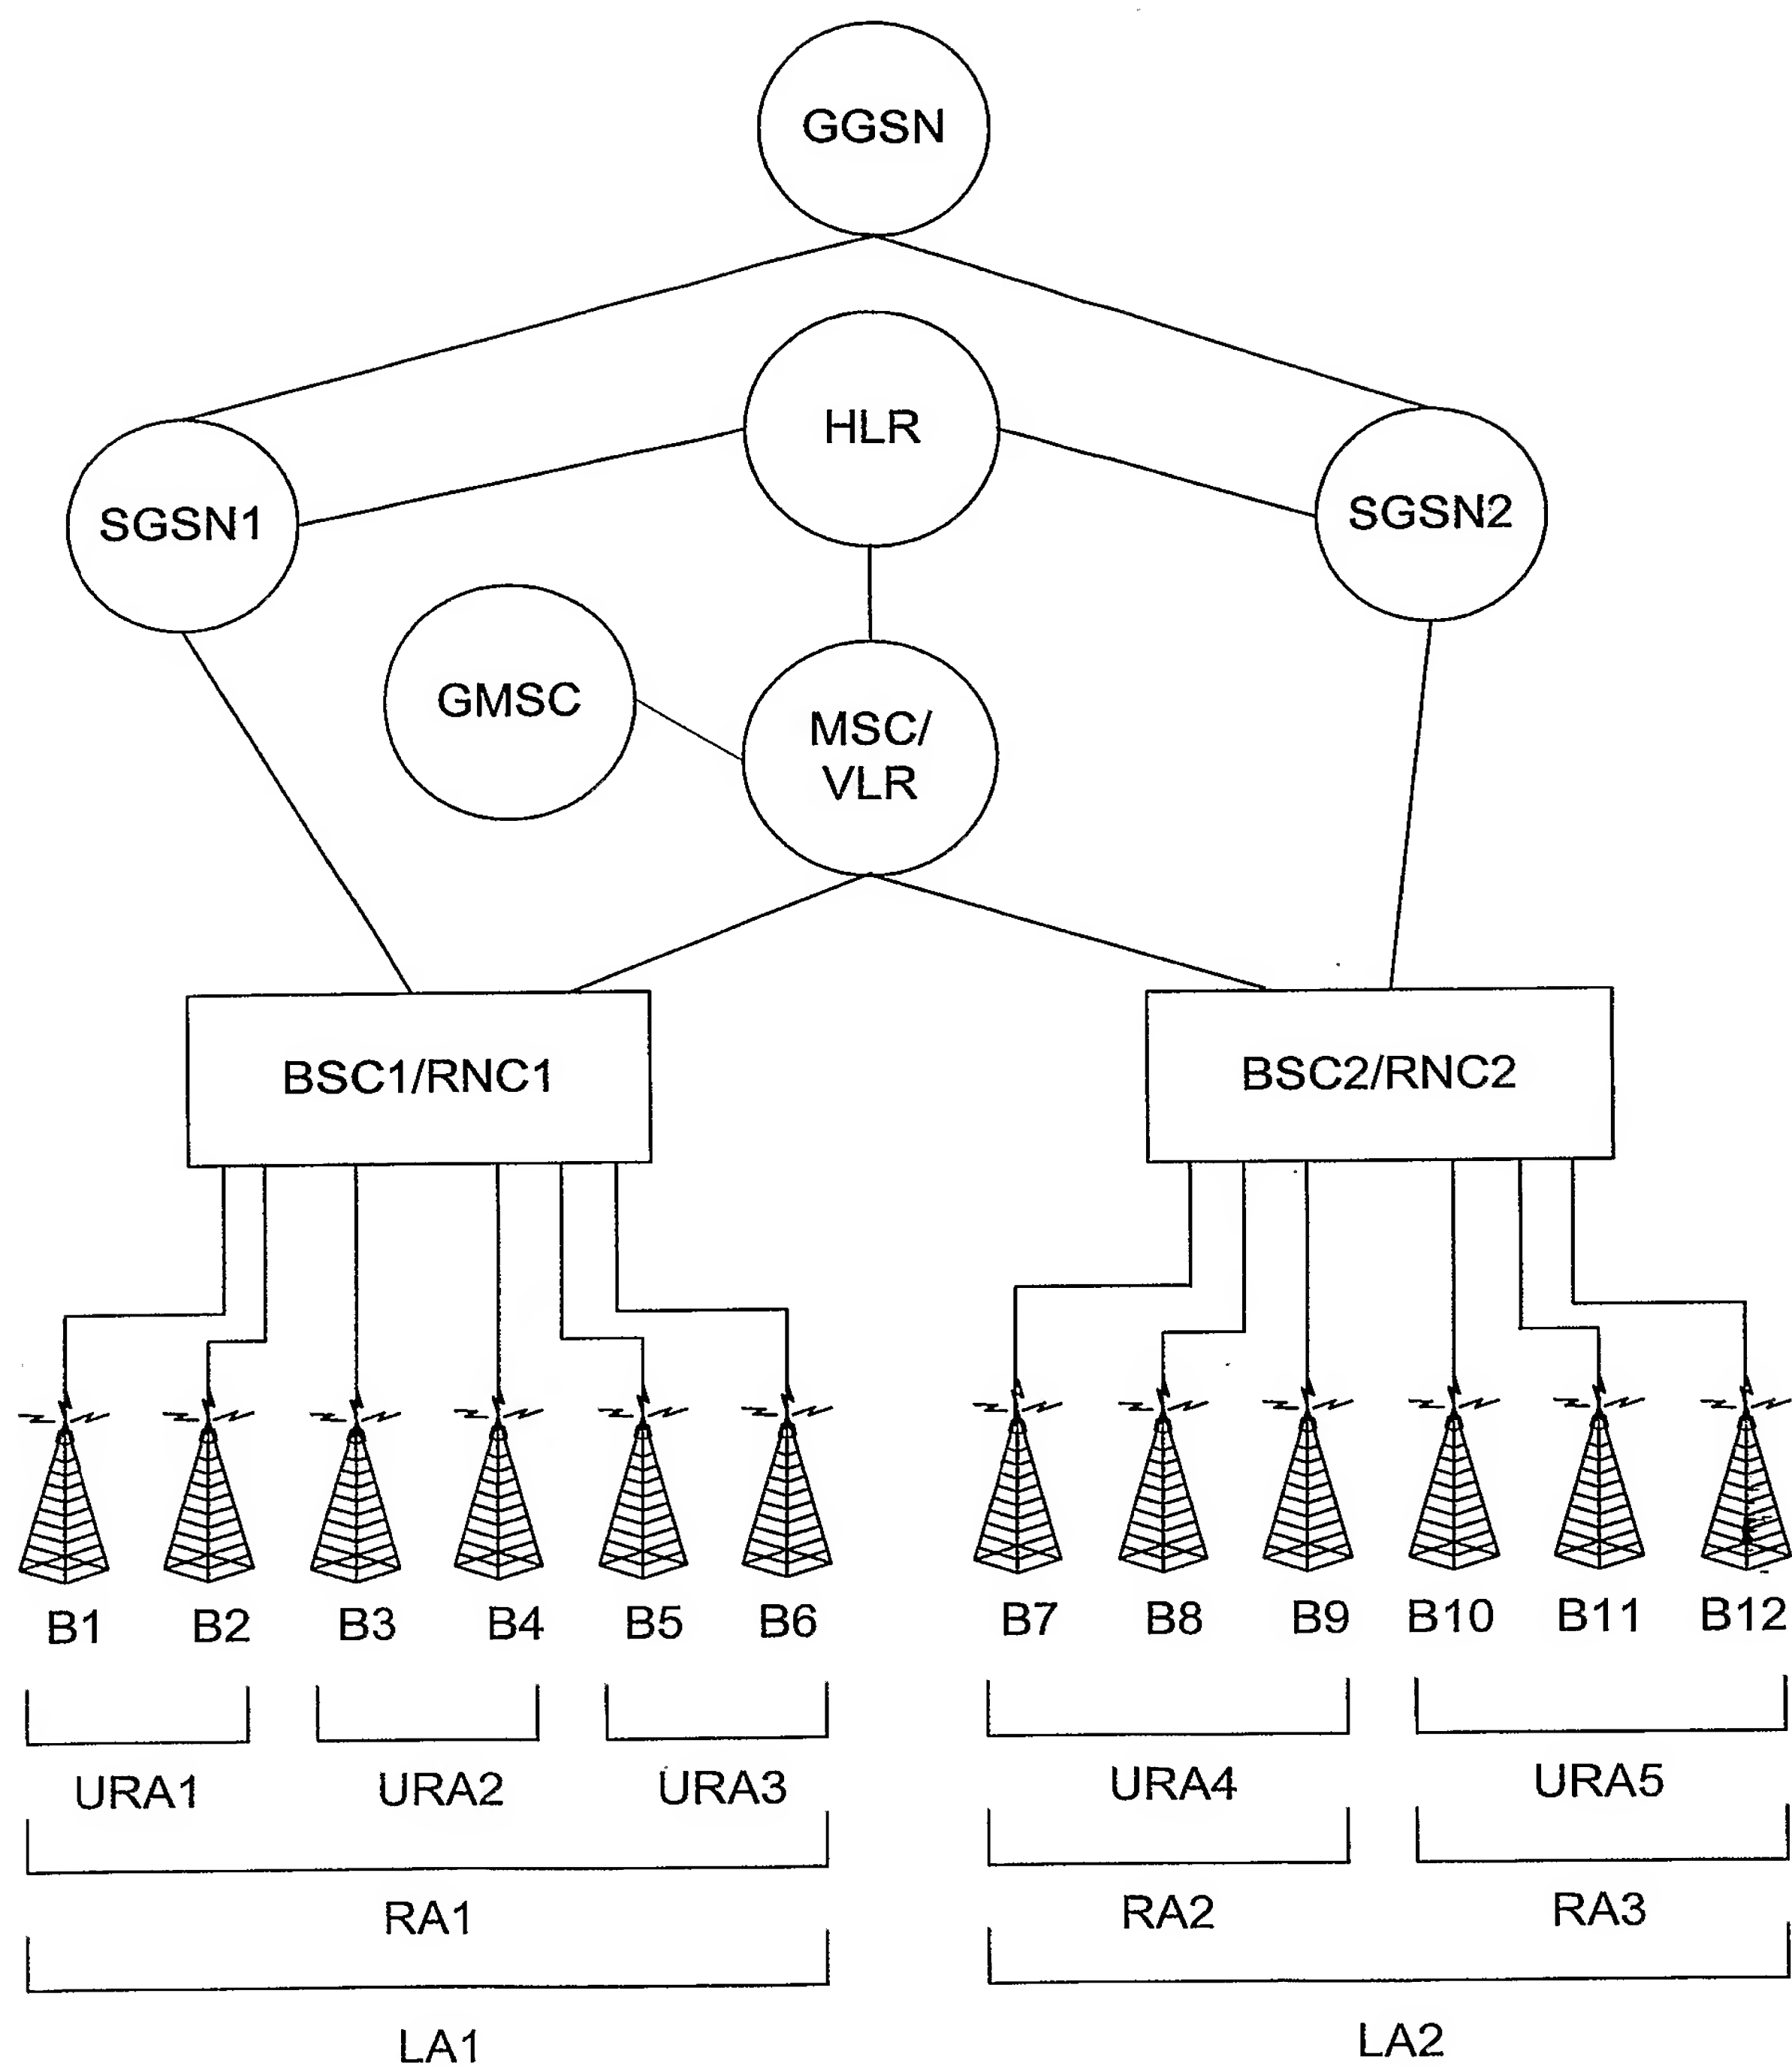 GGSN
HLR
SGSN1
SGSN2
GMSC
MSC/
VLR
BSC1/RNC1
BSC2/RNC2
B1 B2 B3 B4 B5 B6 B7 B8 B9 B10 B11 B12
URA1 URA2 URA3 URA4 URA5
RA1 RA2 RA3
LA1 LA2